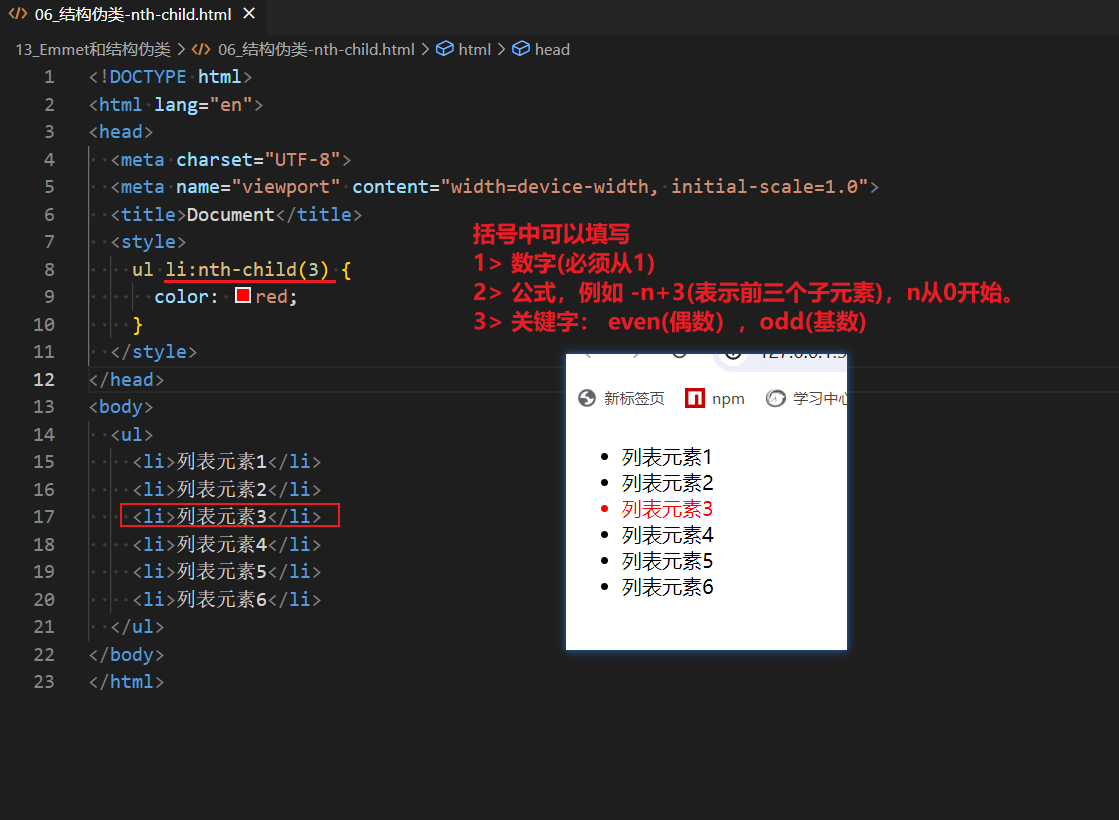 06_结构伪类-nth-child.html
13_Emmet和结构伪类 > 06_结构伪类-nth-child.html > html > head
1 <!DOCTYPE html>
2 <html lang="en">
3 <head>
4 <meta charset="UTF-8">
5 <meta name="viewport" content="width=device-width, initial-scale=1.0">
6 <title>Document</title>
7 <style>
8 ul li:nth-child(3) {
9 color: red;
10 }
11 </style>
12 </head>
13 <body>
14 <ul>
15 <li>列表元素1</li>
16 <li>列表元素2</li>
17 <li>列表元素3</li>
18 <li>列表元素4</li>
19 <li>列表元素5</li>
20 <li>列表元素6</li>
21 </ul>
22 </body>
23 </html>
括号中可以填写
1> 数字(必须从1)
2> 公式，例如 -n+3(表示前三个子元素)，n从0开始。
3> 关键字： even(偶数），odd(基数)
新标签页 npm 学习中心
列表元素1
列表元素2
列表元素3
列表元素4
列表元素5
列表元素6